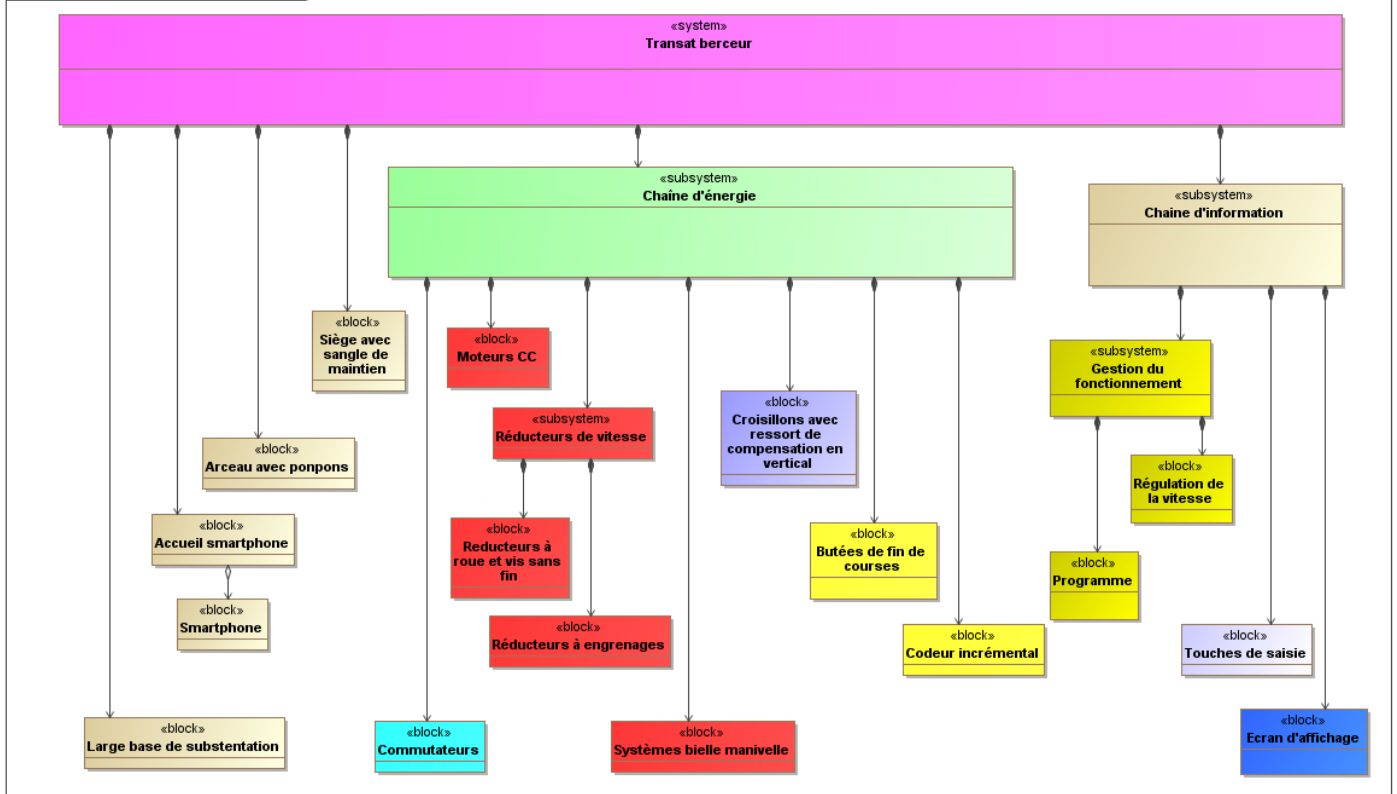 «system»
Transat berceur
«subsystem»
Chaîne d'énergie
«subsystem»
Chaine d'information
«block»
Siège avec
sangle de
maintien
«block»
Moteurs CC
«subsystem»
Gestion du
fonctionnement
«block»
Croisillons avec
ressort de
compensation en
vertical
«subsystem»
Réducteurs de vitesse
«block»
Arceau avec ponpons
«block»
Régulation de
la vitesse
«block»
Accueil smartphone
«block»
Reducteurs à
roue et vis sans
fin
«block»
Butées de fin de
courses
«block»
Programme
«block»
Smartphone
«block»
Réducteurs à engrenages
«block»
Codeur incrémental
«block»
Touches de saisie
«block»
Large base de substentation
«block»
Commutateurs
«block»
Systèmes bielle manivelle
«block»
Ecran d'affichage